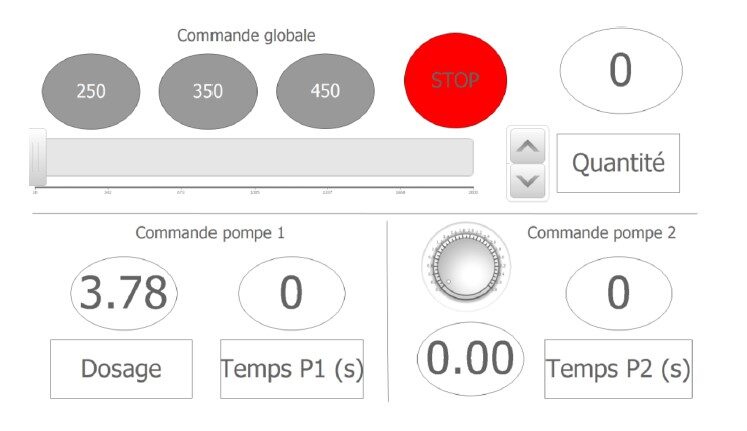 Commande globale
250
350
450
STOP
0
Quantité
Commande pompe 1
3.78
0
Dosage
Temps P1 (s)
Commande pompe 2
0
0.00
Temps P2 (s)